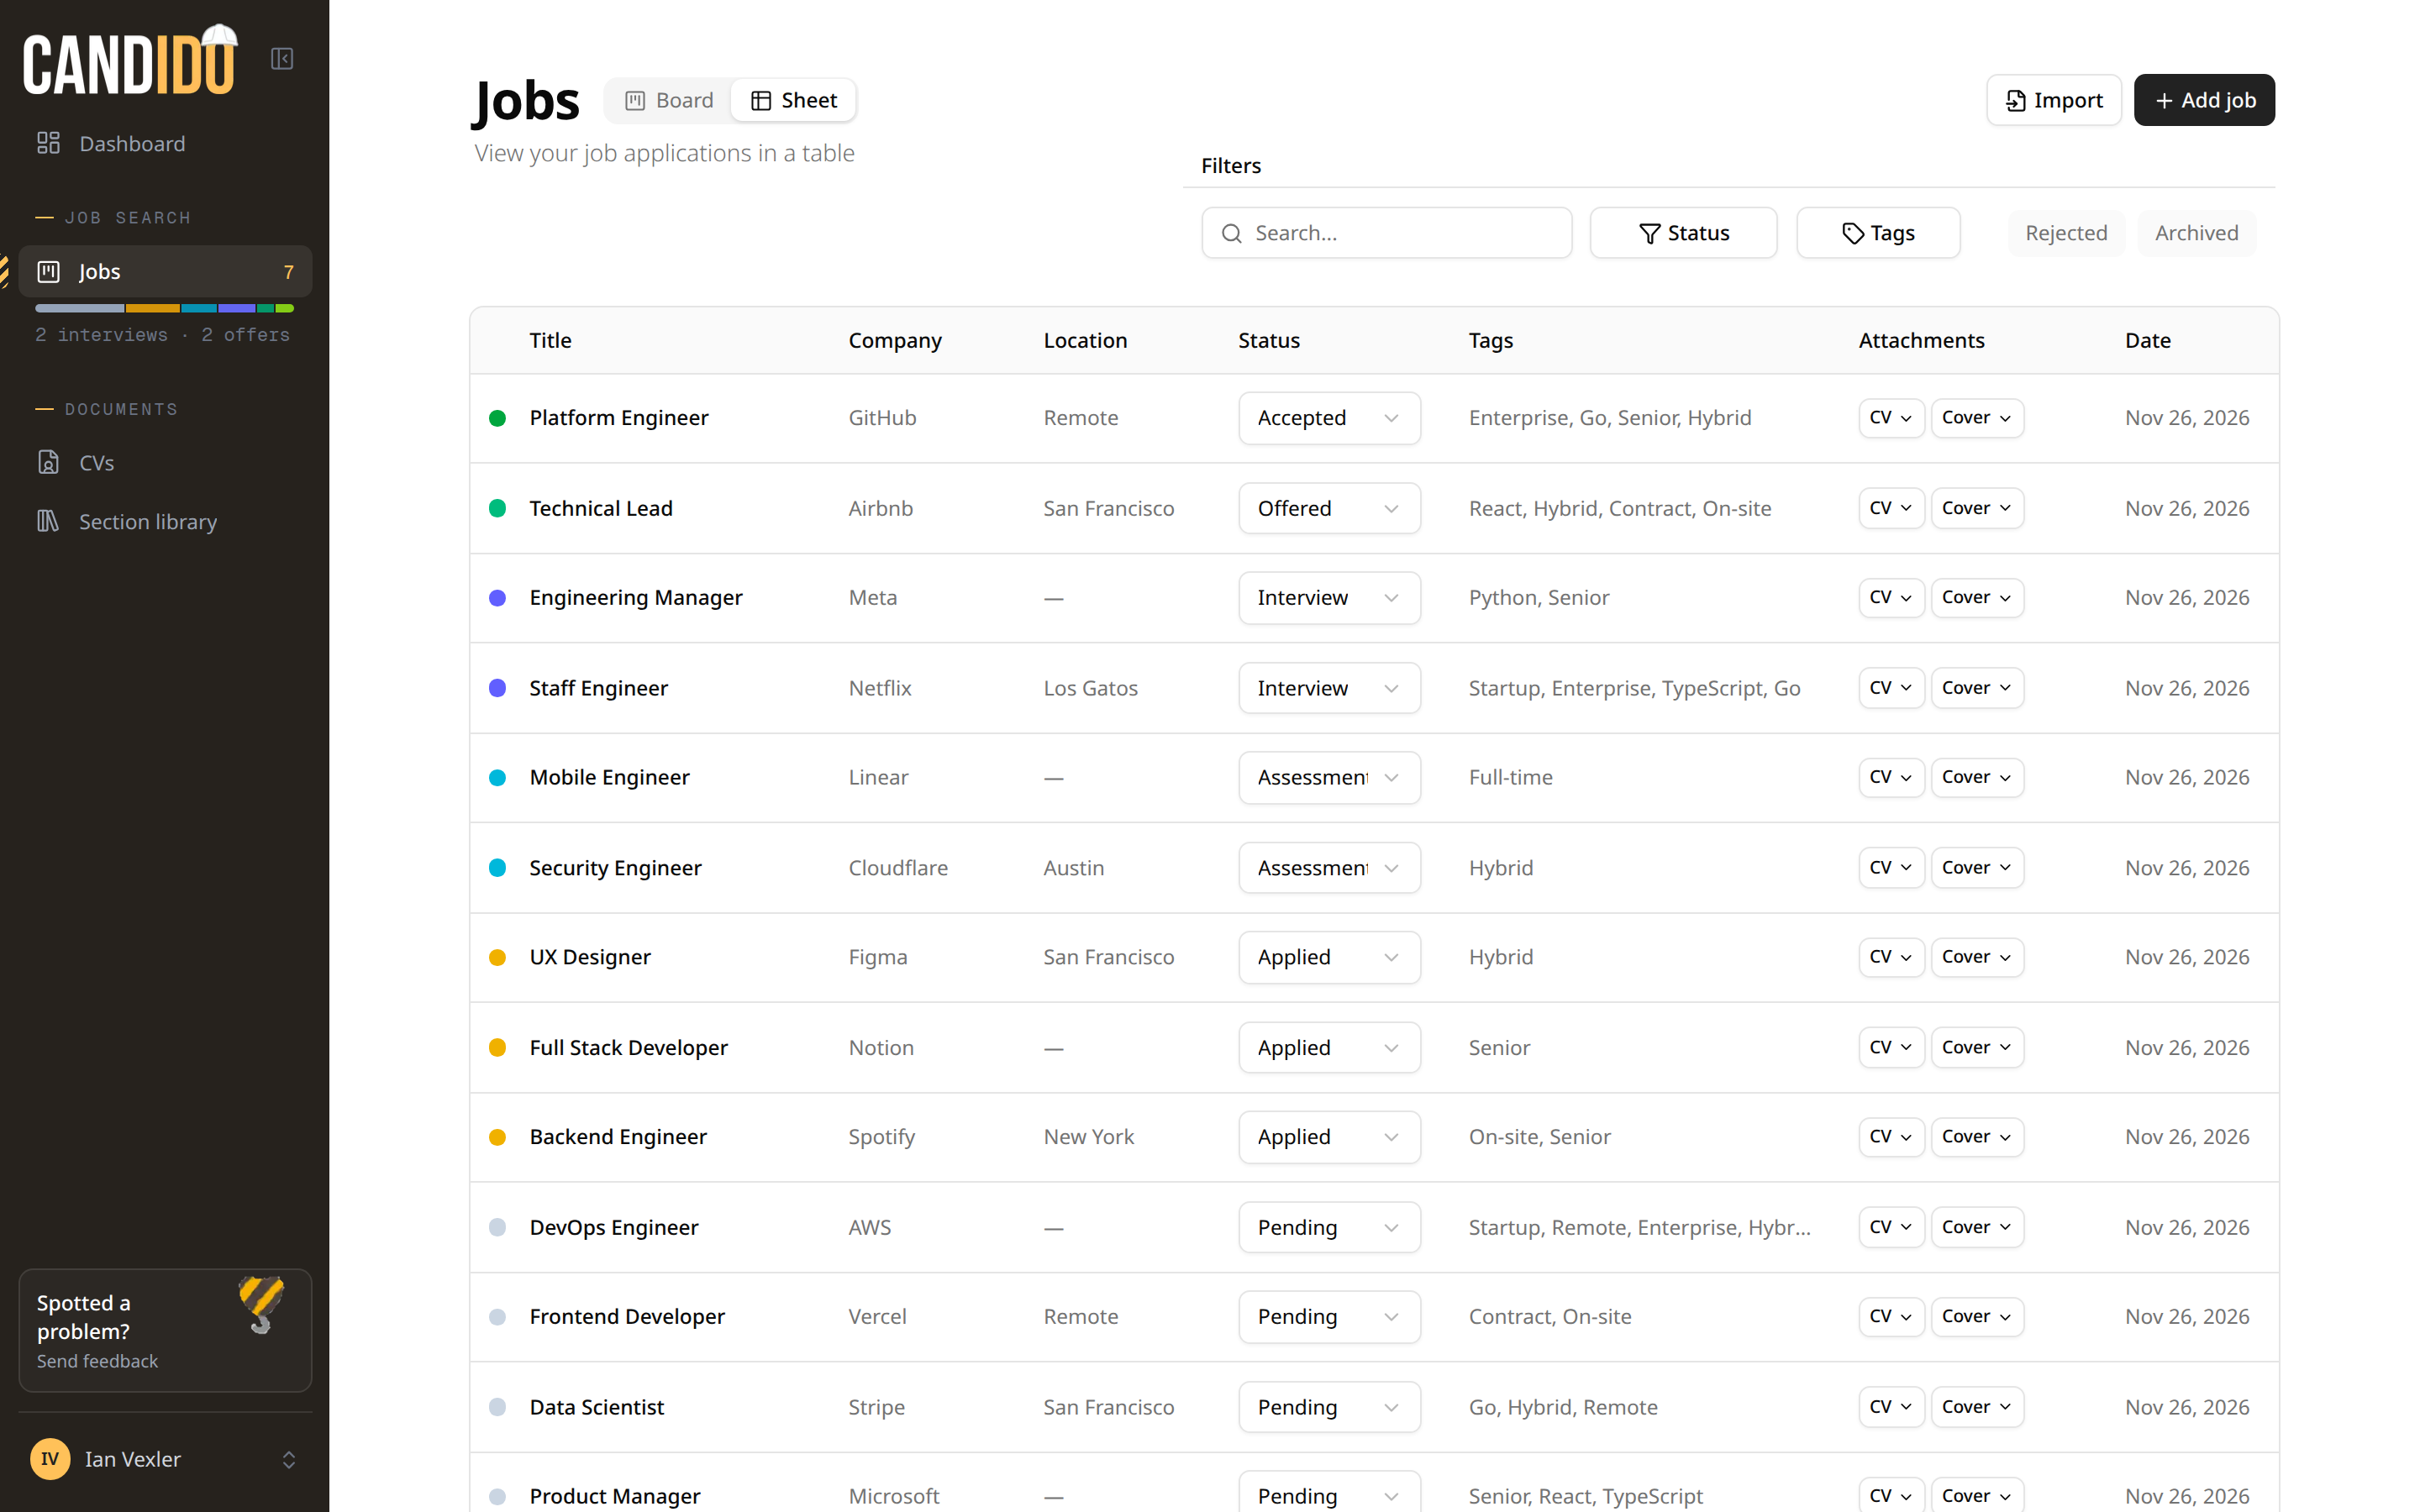 CANDIDO
Dashboard
JOB SEARCH
Jobs 7
2 interviews · 2 offers
DOCUMENTS
CVs
Section library
Spotted a
problem?
Send feedback
IV Ian Vexler
Jobs Board Sheet
View your job applications in a table
Import + Add job
Filters
Search... Status Tags Rejected Archived
Title Company Location Status Tags Attachments Date
Platform Engineer GitHub Remote Accepted Enterprise, Go, Senior, Hybrid CV Cover Nov 26, 2026
Technical Lead Airbnb San Francisco Offered React, Hybrid, Contract, On-site CV Cover Nov 26, 2026
Engineering Manager Meta — Interview Python, Senior CV Cover Nov 26, 2026
Staff Engineer Netflix Los Gatos Interview Startup, Enterprise, TypeScript, Go CV Cover Nov 26, 2026
Mobile Engineer Linear — Assessment Full-time CV Cover Nov 26, 2026
Security Engineer Cloudflare Austin Assessment Hybrid CV Cover Nov 26, 2026
UX Designer Figma San Francisco Applied Hybrid CV Cover Nov 26, 2026
Full Stack Developer Notion — Applied Senior CV Cover Nov 26, 2026
Backend Engineer Spotify New York Applied On-site, Senior CV Cover Nov 26, 2026
DevOps Engineer AWS — Pending Startup, Remote, Enterprise, Hybr... CV Cover Nov 26, 2026
Frontend Developer Vercel Remote Pending Contract, On-site CV Cover Nov 26, 2026
Data Scientist Stripe San Francisco Pending Go, Hybrid, Remote CV Cover Nov 26, 2026
Product Manager Microsoft — Pending Senior, React, TypeScript CV Cover Nov 26, 2026